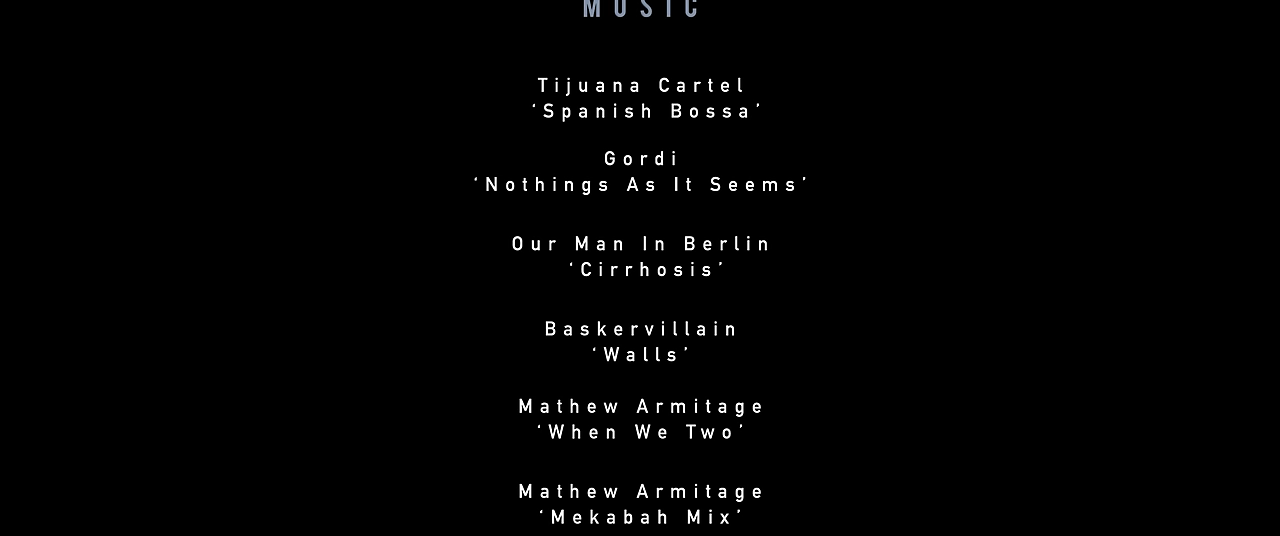 MUSIC
Tijuana Cartel
‘Spanish Bossa’
Gordi
‘Nothings As It Seems’
Our Man In Berlin
‘Cirrhosis’
Baskervillain
‘Walls’
Mathew Armitage
‘When We Two’
Mathew Armitage
‘Mekabah Mix’